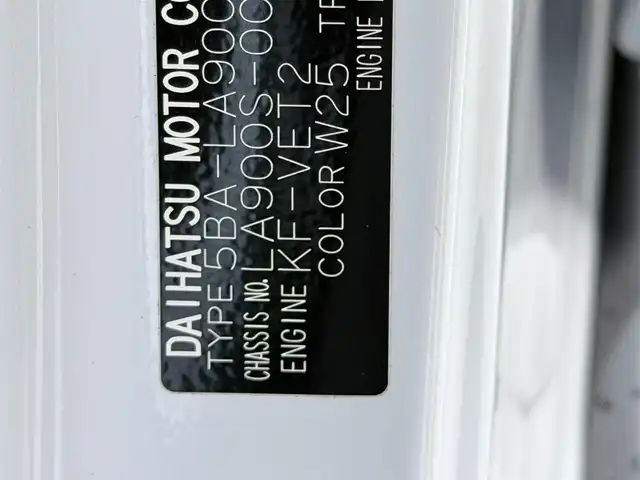 DAIHATSU MOTOR CO
TYPE 5BA-LA900
CHASSIS NO. LA900S-00
ENGINE KF-VET2
COLOR W25 TR
ENGINE